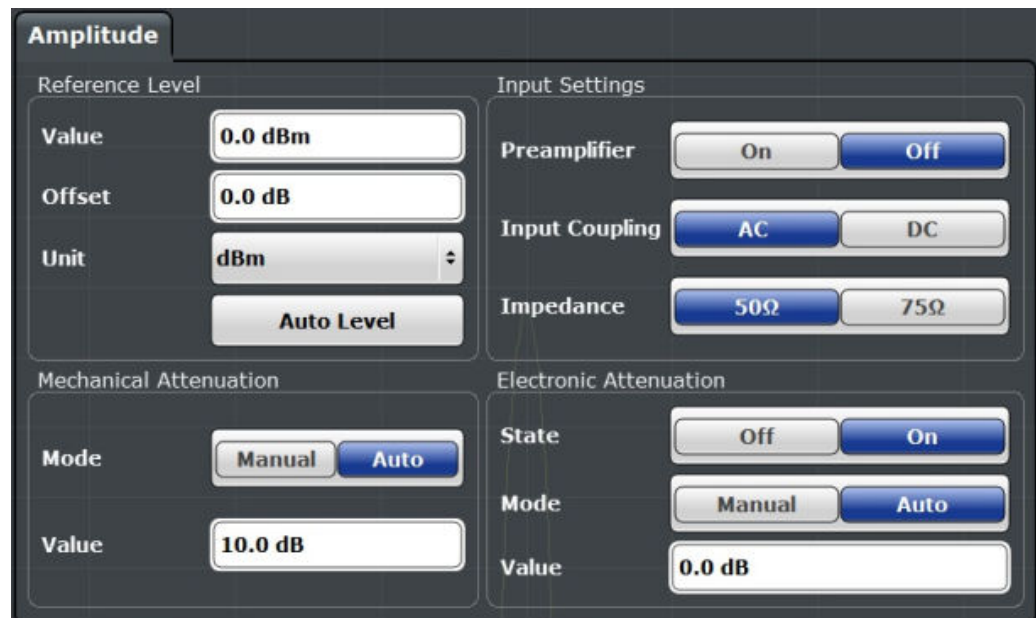 Amplitude
Reference Level
Value 0.0 dBm
Offset 0.0 dB
Unit dBm
Auto Level
Input Settings
Preamplifier On Off
Input Coupling AC DC
Impedance 50Ω 75Ω
Mechanical Attenuation
Mode Manual Auto
Value 10.0 dB
Electronic Attenuation
State Off On
Mode Manual Auto
Value 0.0 dB